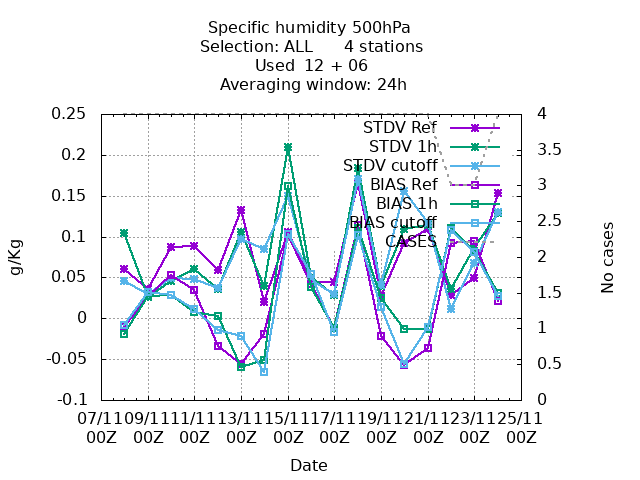 Specific humidity 500hPa
Selection: ALL 4 stations
Used 12 + 06
Averaging window: 24h
0.25
0.2
0.15
0.1
0.05
0
-0.05
-0.1
g/Kg
4
3.5
3
2.5
2
1.5
1
0.5
0
No cases
STDV Ref
STDV 1h
STDV cutoff
BIAS Ref
BIAS 1h
BIAS cutoff
CASES
07/11 09/11 11/11 13/11 15/11 17/11 19/11 21/11 23/11 25/11
00Z 00Z 00Z 00Z 00Z 00Z 00Z 00Z 00Z 00Z
Date